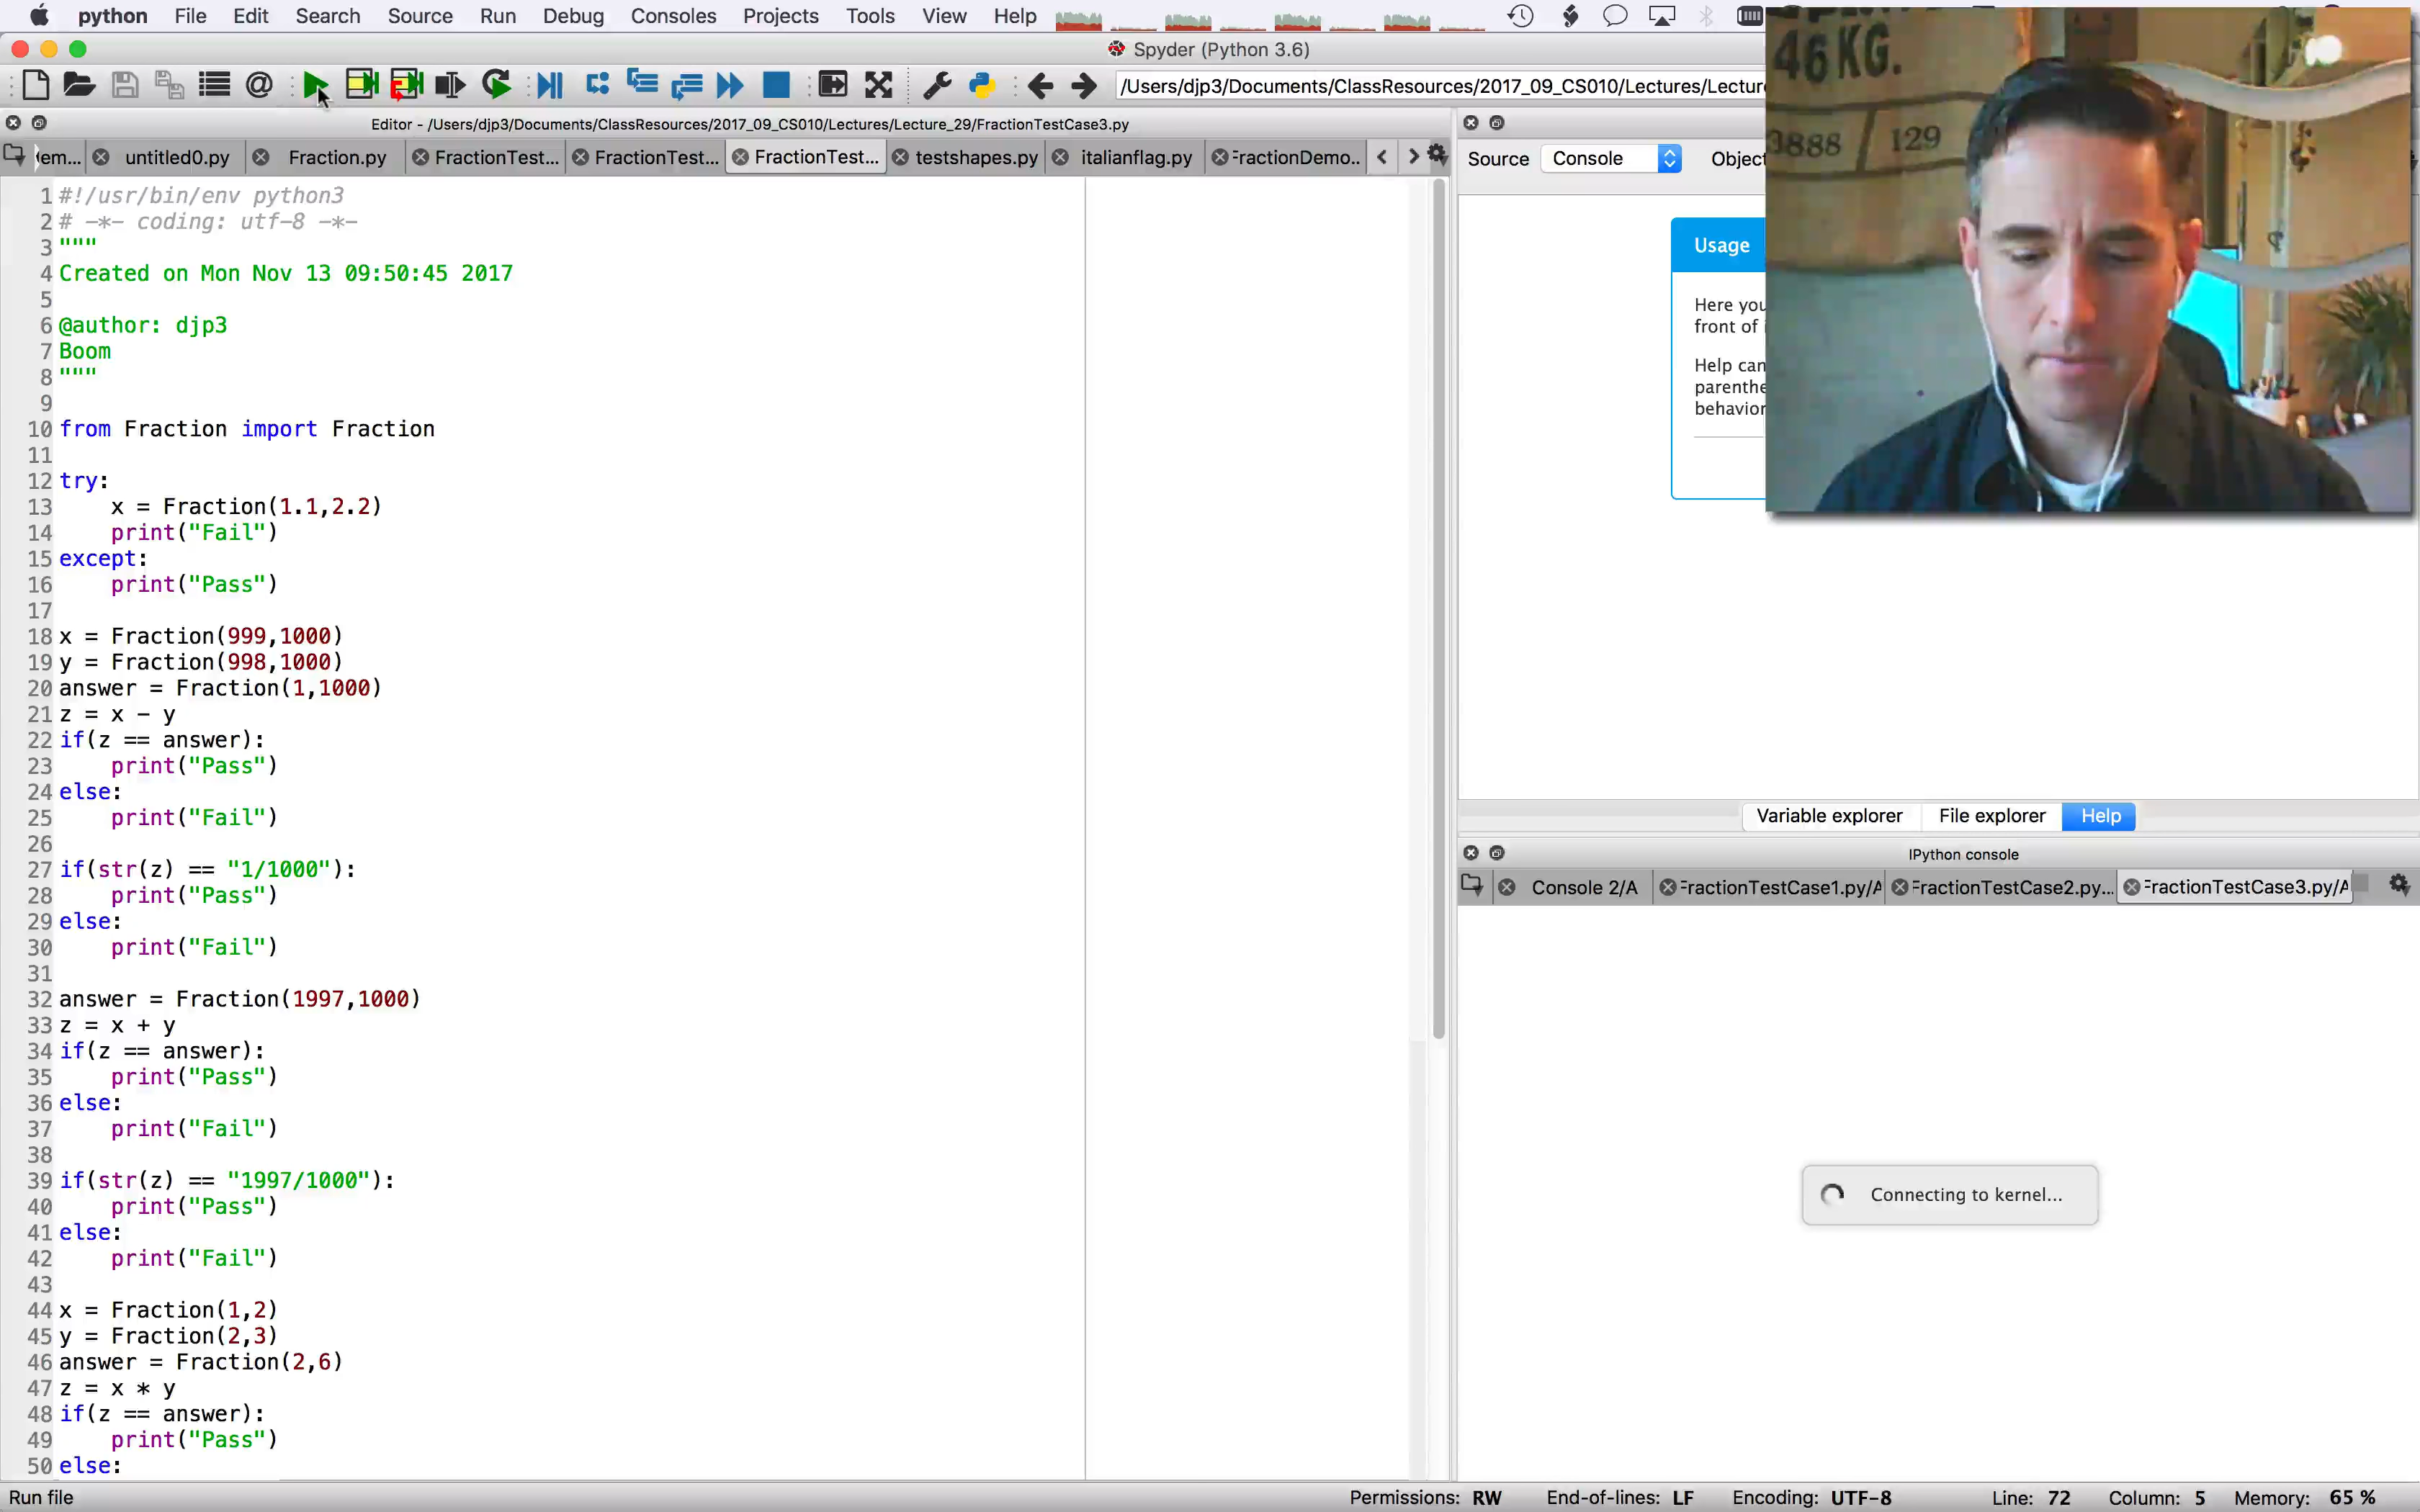 python File Edit Search Source Run Debug Consoles Projects Tools View Help
Spyder (Python 3.6)
/Users/djp3/Documents/ClassResources/2017_09_CS010/Lectures/Lectur
Editor - /Users/djp3/Documents/ClassResources/2017_09_CS010/Lectures/Lecture_29/FractionTestCase3.py
em... untitled0.py Fraction.py FractionTest... FractionTest... FractionTest... testshapes.py italianflag.py FractionDemo..
1 #!/usr/bin/env python3
2 # -*- coding: utf-8 -*-
3 """
4 Created on Mon Nov 13 09:50:45 2017
5
6 @author: djp3
7 Boom
8 """
9
10 from Fraction import Fraction
11
12 try:
13 x = Fraction(1.1,2.2)
14 print("Fail")
15 except:
16 print("Pass")
17
18 x = Fraction(999,1000)
19 y = Fraction(998,1000)
20 answer = Fraction(1,1000)
21 z = x - y
22 if(z == answer):
23 print("Pass")
24 else:
25 print("Fail")
26
27 if(str(z) == "1/1000"):
28 print("Pass")
29 else:
30 print("Fail")
31
32 answer = Fraction(1997,1000)
33 z = x + y
34 if(z == answer):
35 print("Pass")
36 else:
37 print("Fail")
38
39 if(str(z) == "1997/1000"):
40 print("Pass")
41 else:
42 print("Fail")
43
44 x = Fraction(1,2)
45 y = Fraction(2,3)
46 answer = Fraction(2,6)
47 z = x * y
48 if(z == answer):
49 print("Pass")
50 else:
Source Console Object
Usage
Here you
front of i
Help can
parenthe
behavior
46 KG.
3888 129
Variable explorer File explorer Help
IPython console
Console 2/A FractionTestCase1.py/A FractionTestCase2.py... FractionTestCase3.py/A
Connecting to kernel...
Run file Permissions: RW End-of-lines: LF Encoding: UTF-8 Line: 72 Column: 5 Memory: 65 %